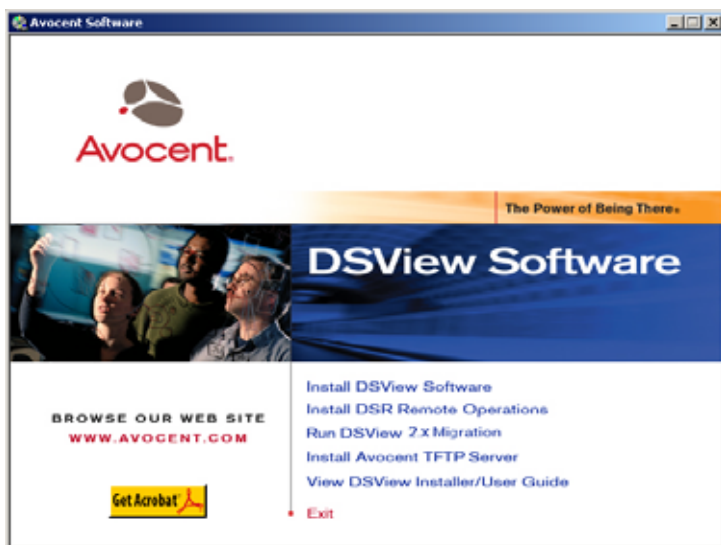 Avocent Software
Avocent®
The Power of Being There®
DSView Software
Install DSView Software
Install DSR Remote Operations
Run DSView 2.x Migration
Install Avocent TFTP Server
View DSView Installer/User Guide
Exit
BROWSE OUR WEB SITE
WWW.AVOCENT.COM
Get Acrobat®